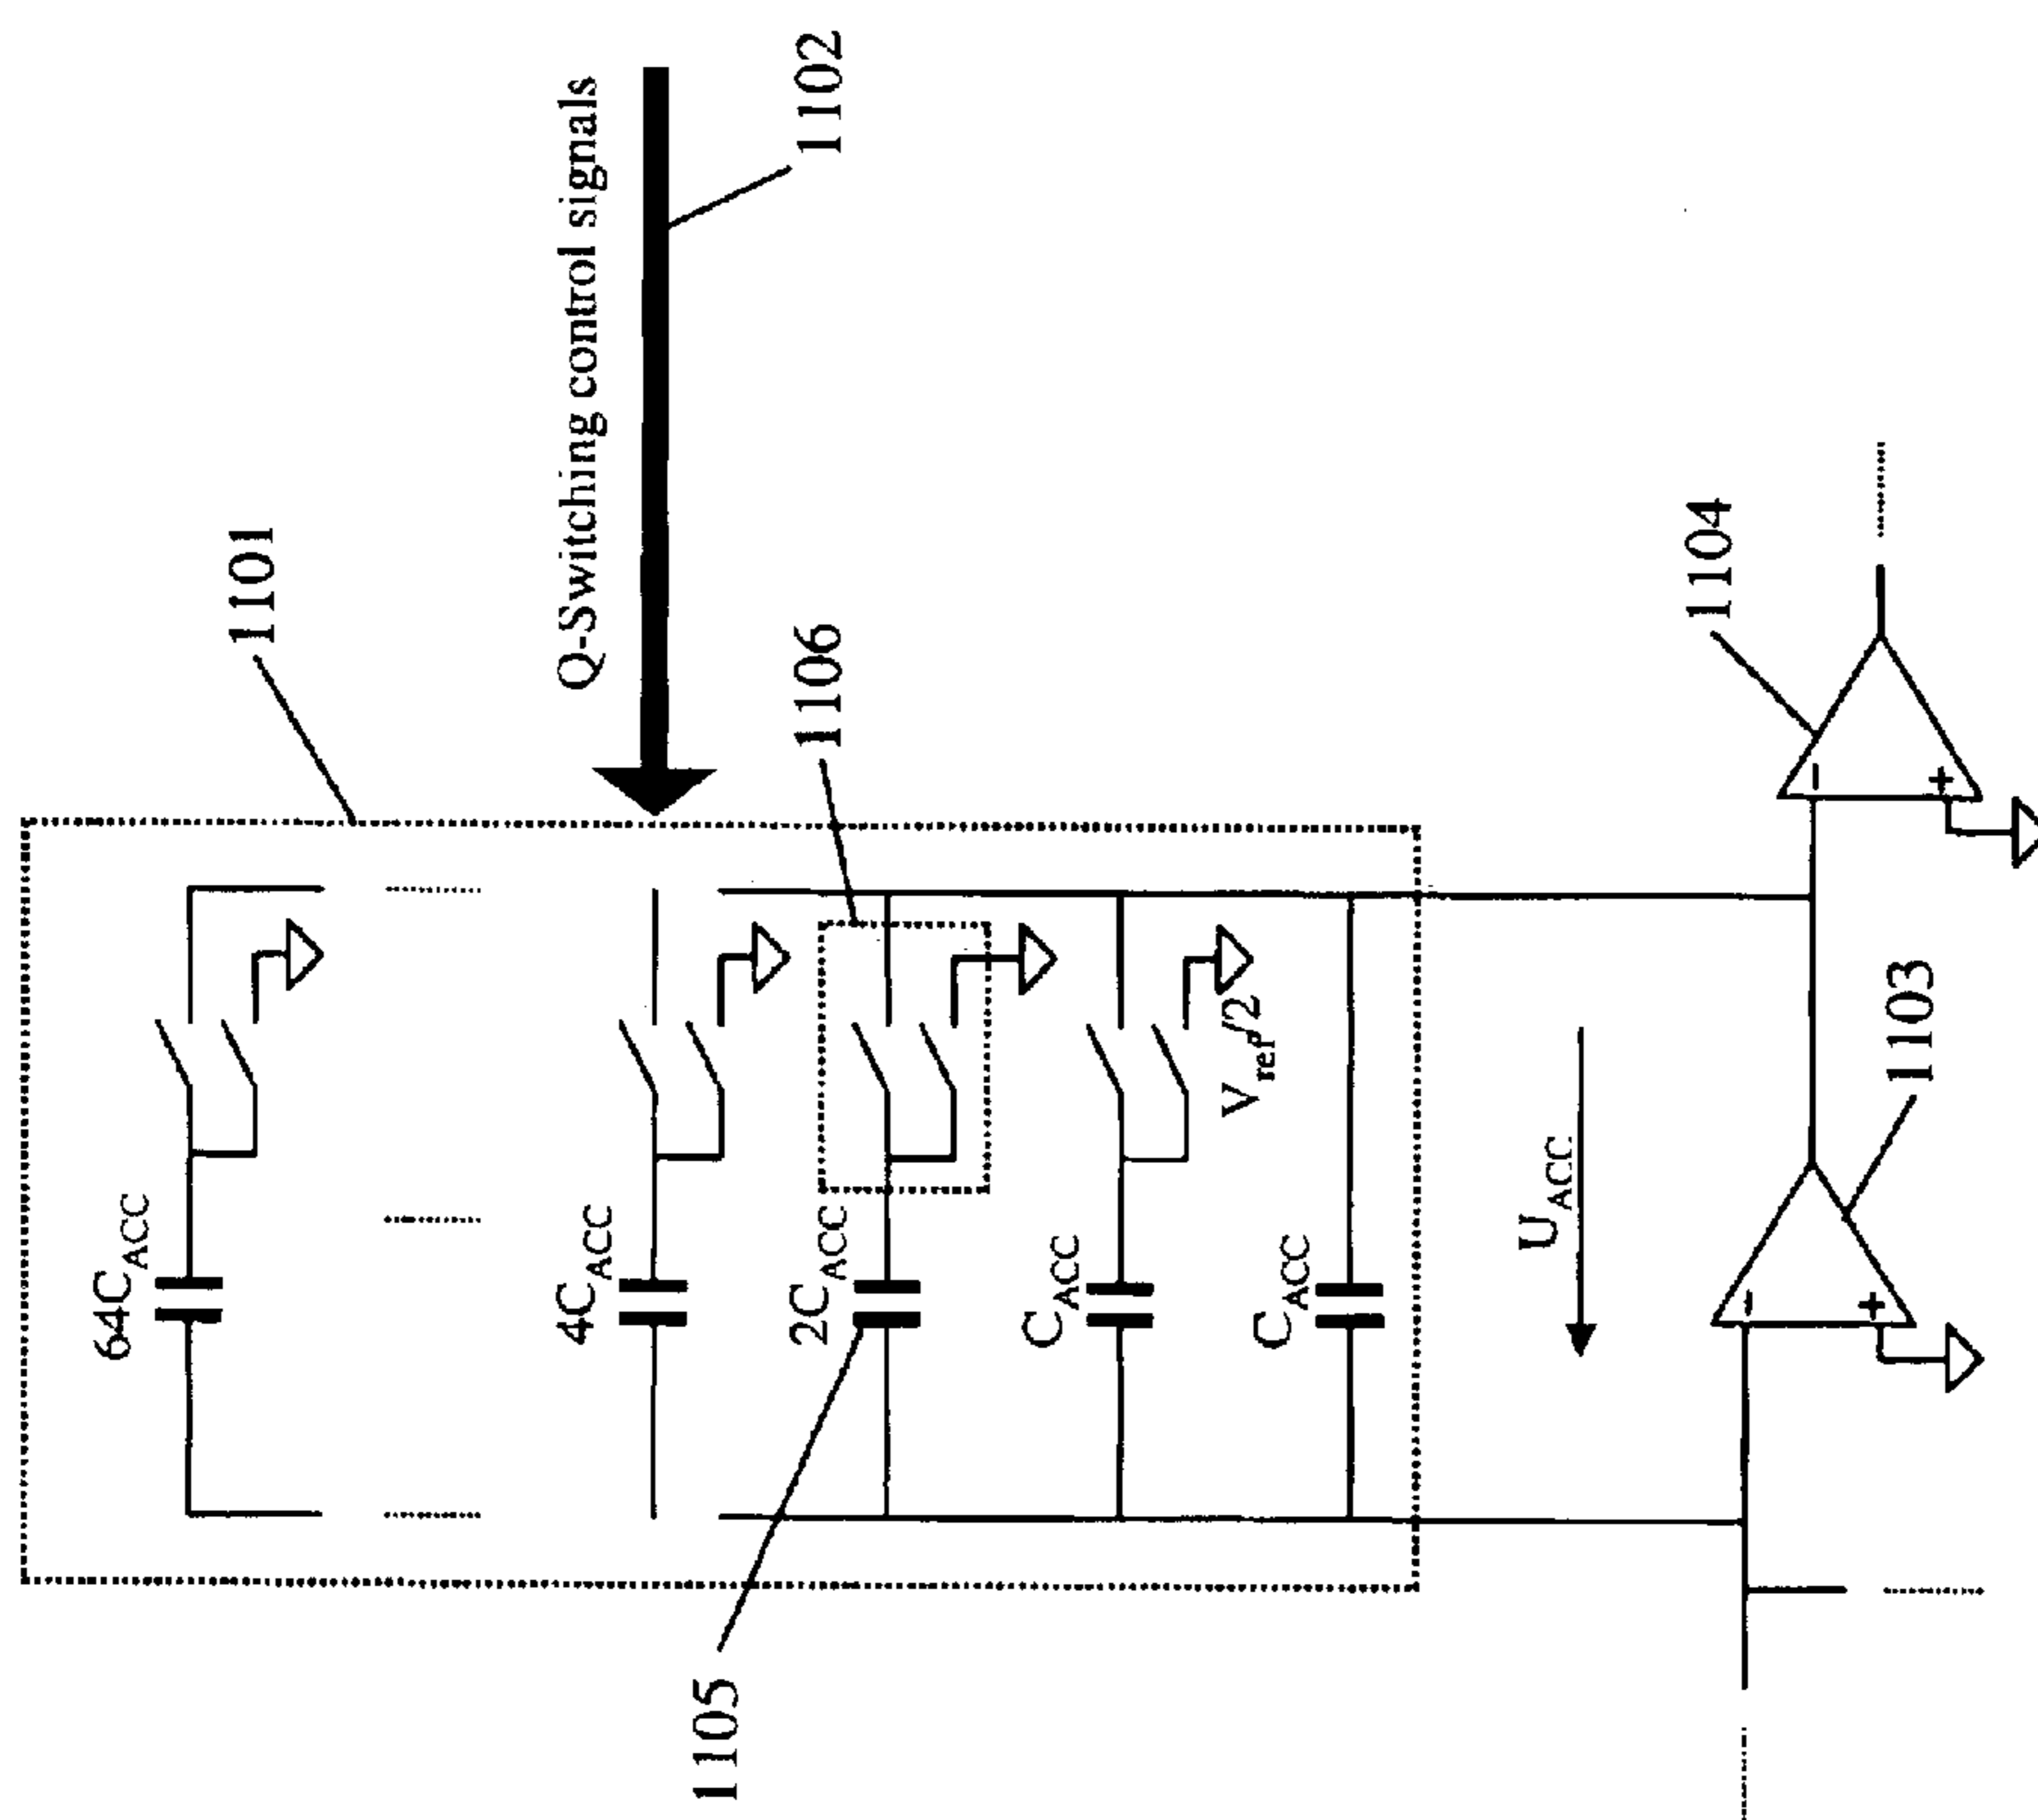 1101
Q-Switching control signals
1102
64C_ACC
4C_ACC
1106
2C_ACC
C_ACC
V_ref/2
C_ACC
1105
U_ACC
1104
1103
- +
- +